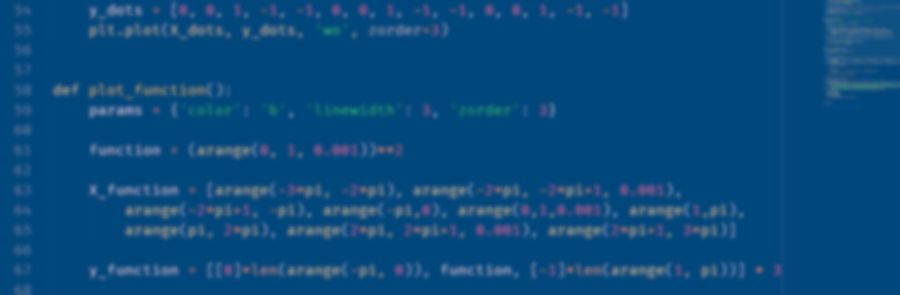 54 y_dots = [0, 0, 1, -1, -1, 0, 0, 1, -1, -1, 0, 0, 1, -1, -1]
55 plt.plot(X_dots, y_dots, 'wo', zorder=3)
56
57
58 def plot_function():
59 params = {'color': 'b', 'linewidth': 3, 'zorder': 3}
60
61 function = (arange(0, 1, 0.001))**2
62
63 X_function = [arange(-3*pi, -2*pi), arange(-2*pi, -2*pi+1, 0.001),
64 arange(-2*pi+1, -pi), arange(-pi,0), arange(0,1,0.001), arange(1,pi),
65 arange(pi, 2*pi), arange(2*pi, 2*pi+1, 0.001), arange(2*pi+1, 3*pi)]
66
67 y_function = [[0]*len(arange(-pi, 0)), function, [-1]*len(arange(1, pi))] * 3
68